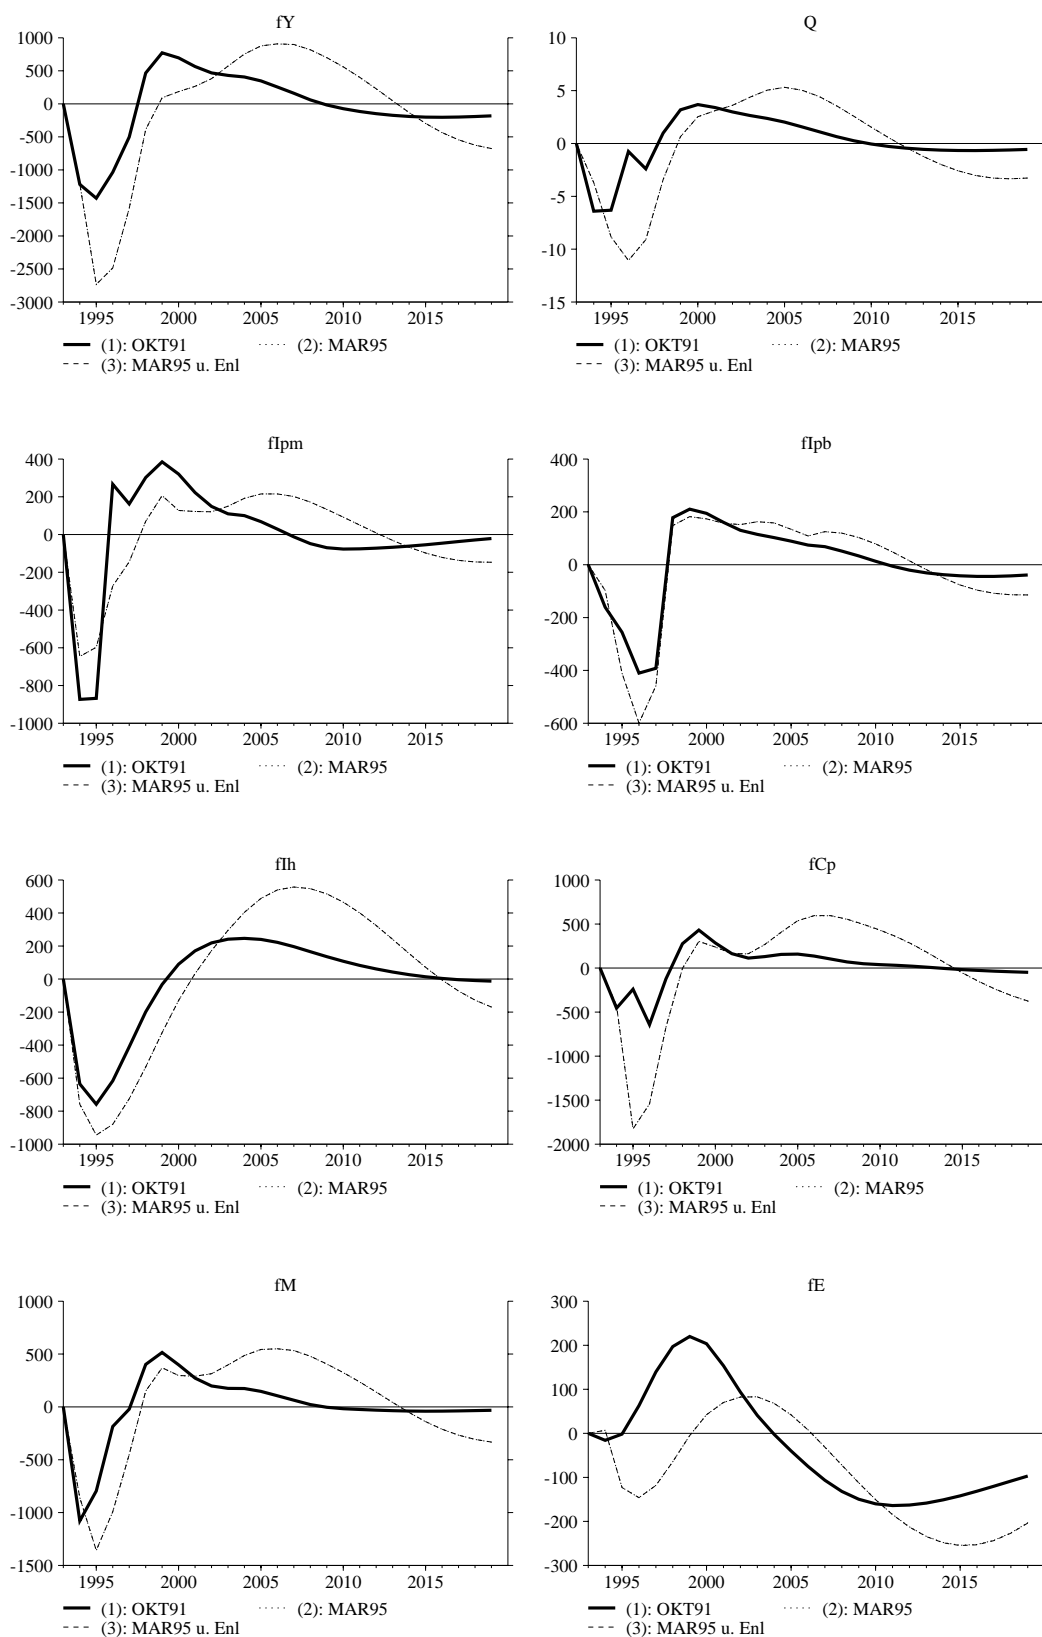 fY
1000
500
0
-500
-1000
-1500
-2000
-2500
-3000
1995 2000 2005 2010 2015
(1): OKT91 (2): MAR95
(3): MAR95 u. Enl
Q
10
5
0
-5
-10
-15
1995 2000 2005 2010 2015
(1): OKT91 (2): MAR95
(3): MAR95 u. Enl
fIpm
400
200
0
-200
-400
-600
-800
-1000
1995 2000 2005 2010 2015
(1): OKT91 (2): MAR95
(3): MAR95 u. Enl
fIpb
400
200
0
-200
-400
-600
1995 2000 2005 2010 2015
(1): OKT91 (2): MAR95
(3): MAR95 u. Enl
fIh
600
400
200
0
-200
-400
-600
-800
-1000
1995 2000 2005 2010 2015
(1): OKT91 (2): MAR95
(3): MAR95 u. Enl
fCp
1000
500
0
-500
-1000
-1500
-2000
1995 2000 2005 2010 2015
(1): OKT91 (2): MAR95
(3): MAR95 u. Enl
fM
1000
500
0
-500
-1000
-1500
1995 2000 2005 2010 2015
(1): OKT91 (2): MAR95
(3): MAR95 u. Enl
fE
300
200
100
0
-100
-200
-300
1995 2000 2005 2010 2015
(1): OKT91 (2): MAR95
(3): MAR95 u. Enl